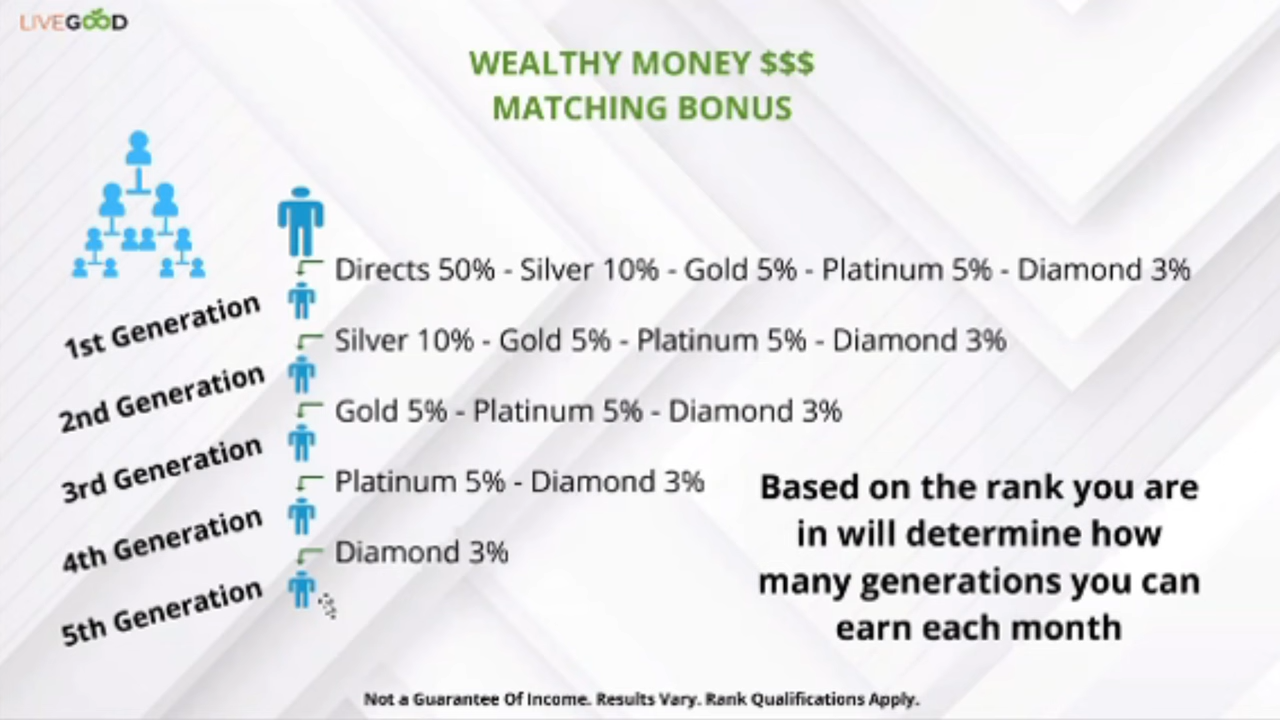 LIVEGOOD
WEALTHY MONEY $$$
MATCHING BONUS
Directs 50% - Silver 10% - Gold 5% - Platinum 5% - Diamond 3%
1st Generation
Silver 10% - Gold 5% - Platinum 5% - Diamond 3%
2nd Generation
Gold 5% - Platinum 5% - Diamond 3%
3rd Generation
Platinum 5% - Diamond 3%
4th Generation
Diamond 3%
5th Generation
Based on the rank you are
in will determine how
many generations you can
earn each month
Not a Guarantee Of Income. Results Vary. Rank Qualifications Apply.